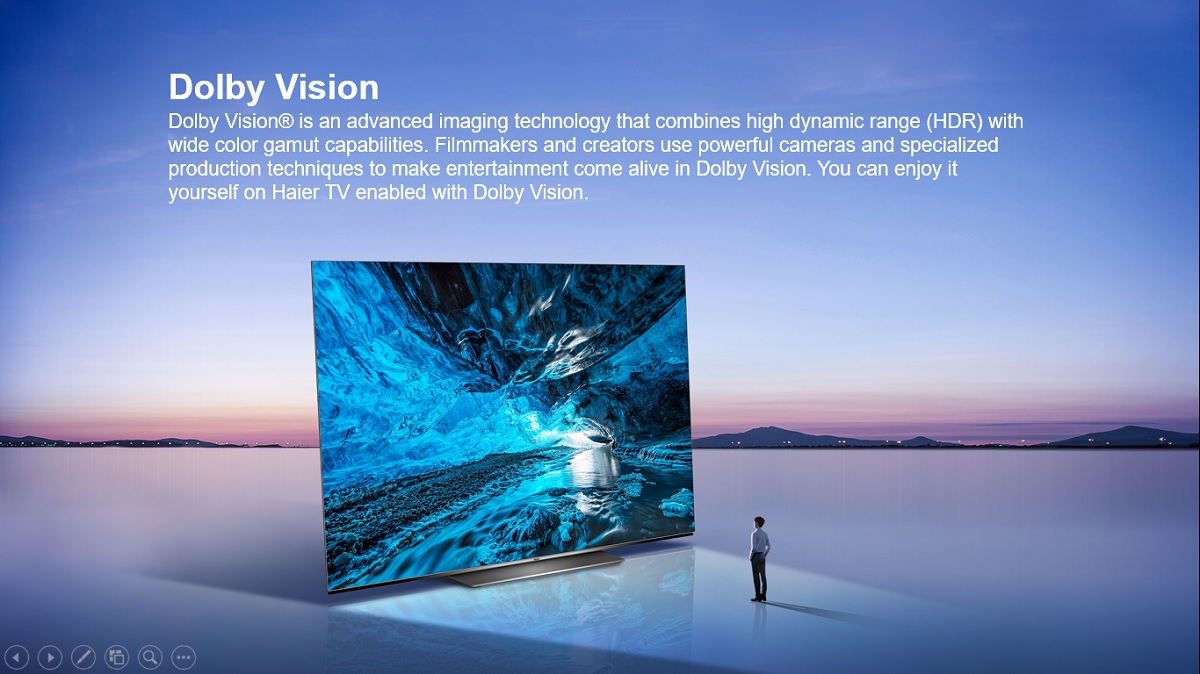 Dolby Vision
Dolby Vision® is an advanced imaging technology that combines high dynamic range (HDR) with
wide color gamut capabilities. Filmmakers and creators use powerful cameras and specialized
production techniques to make entertainment come alive in Dolby Vision. You can enjoy it
yourself on Haier TV enabled with Dolby Vision.